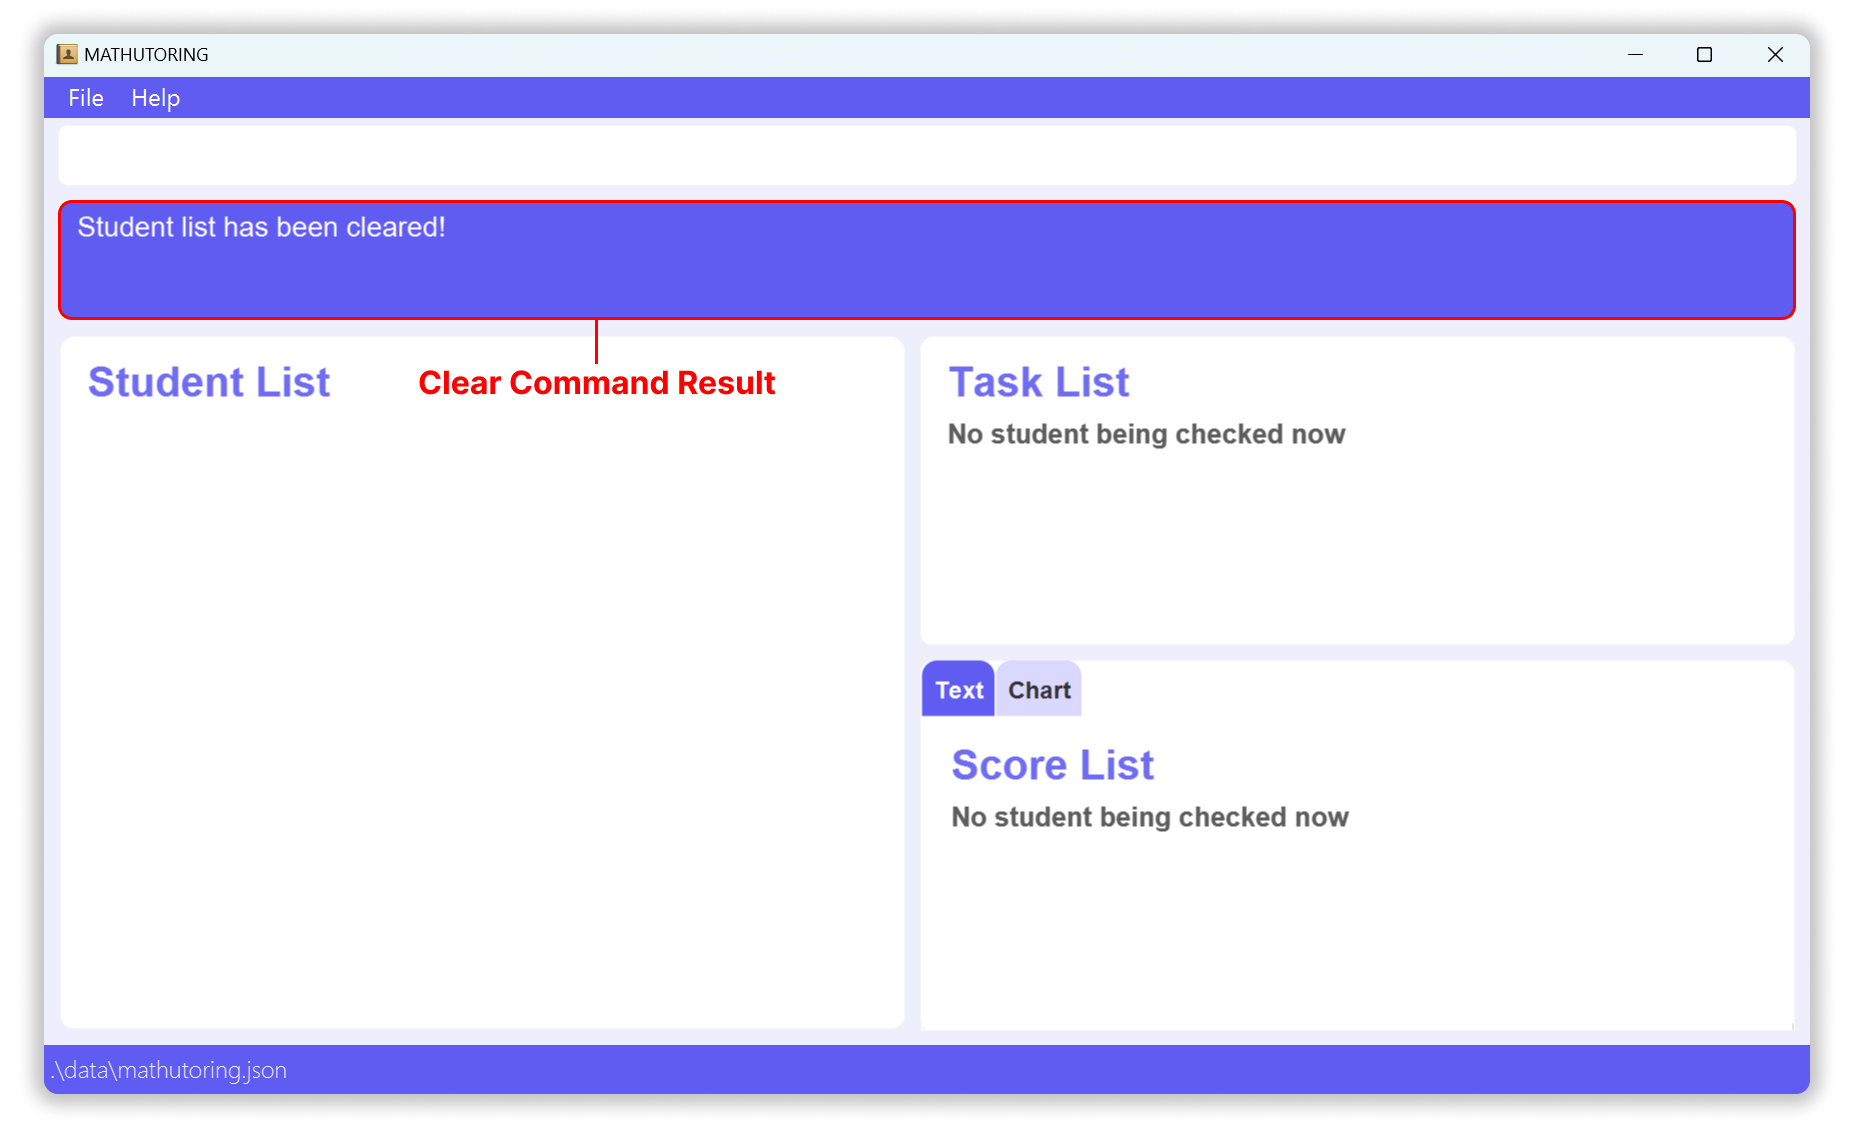 MATHUTORING
File Help
Student list has been cleared!
Clear Command Result
Student List
Task List
No student being checked now
Text Chart
Score List
No student being checked now
.\data\mathutoring.json